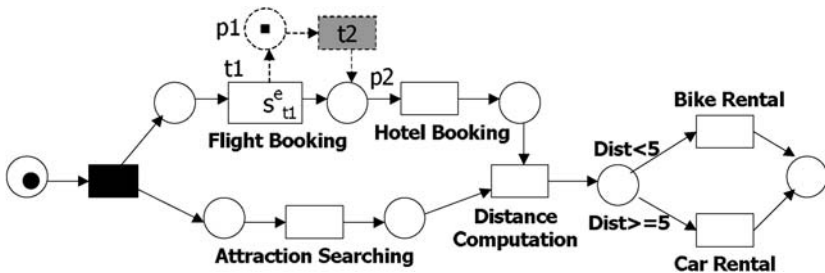 p1
t2
t1
p2
s^e_t1
Flight Booking
Hotel Booking
Bike Rental
Dist<5
Dist>=5
Attraction Searching
Distance
Computation
Car Rental